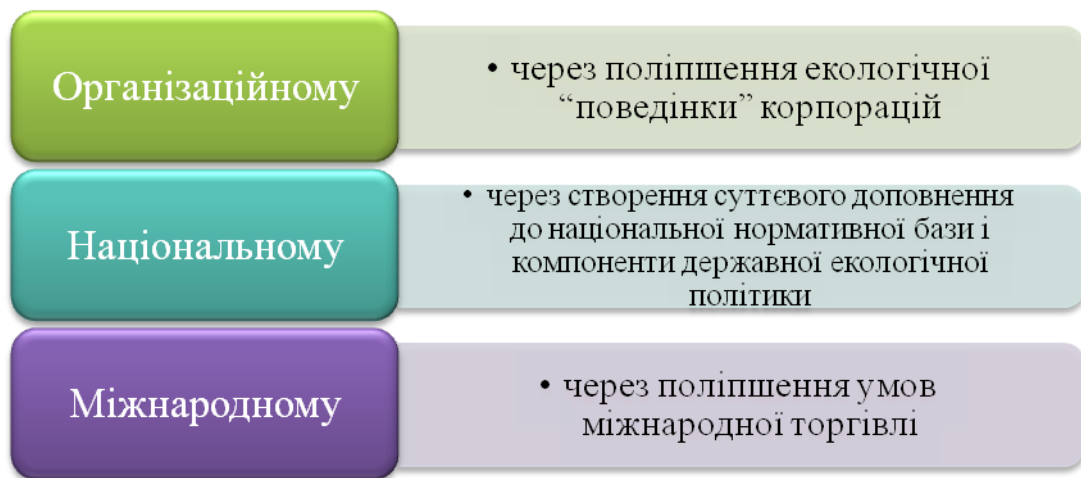 Організаційному
• через поліпшення екологічної
“поведінки” корпорацій
Національному
• через створення суттєвого доповнення
до національної нормативної бази і
компоненти державної екологічної
політики
Міжнародному
• через поліпшення умов
міжнародної торгівлі